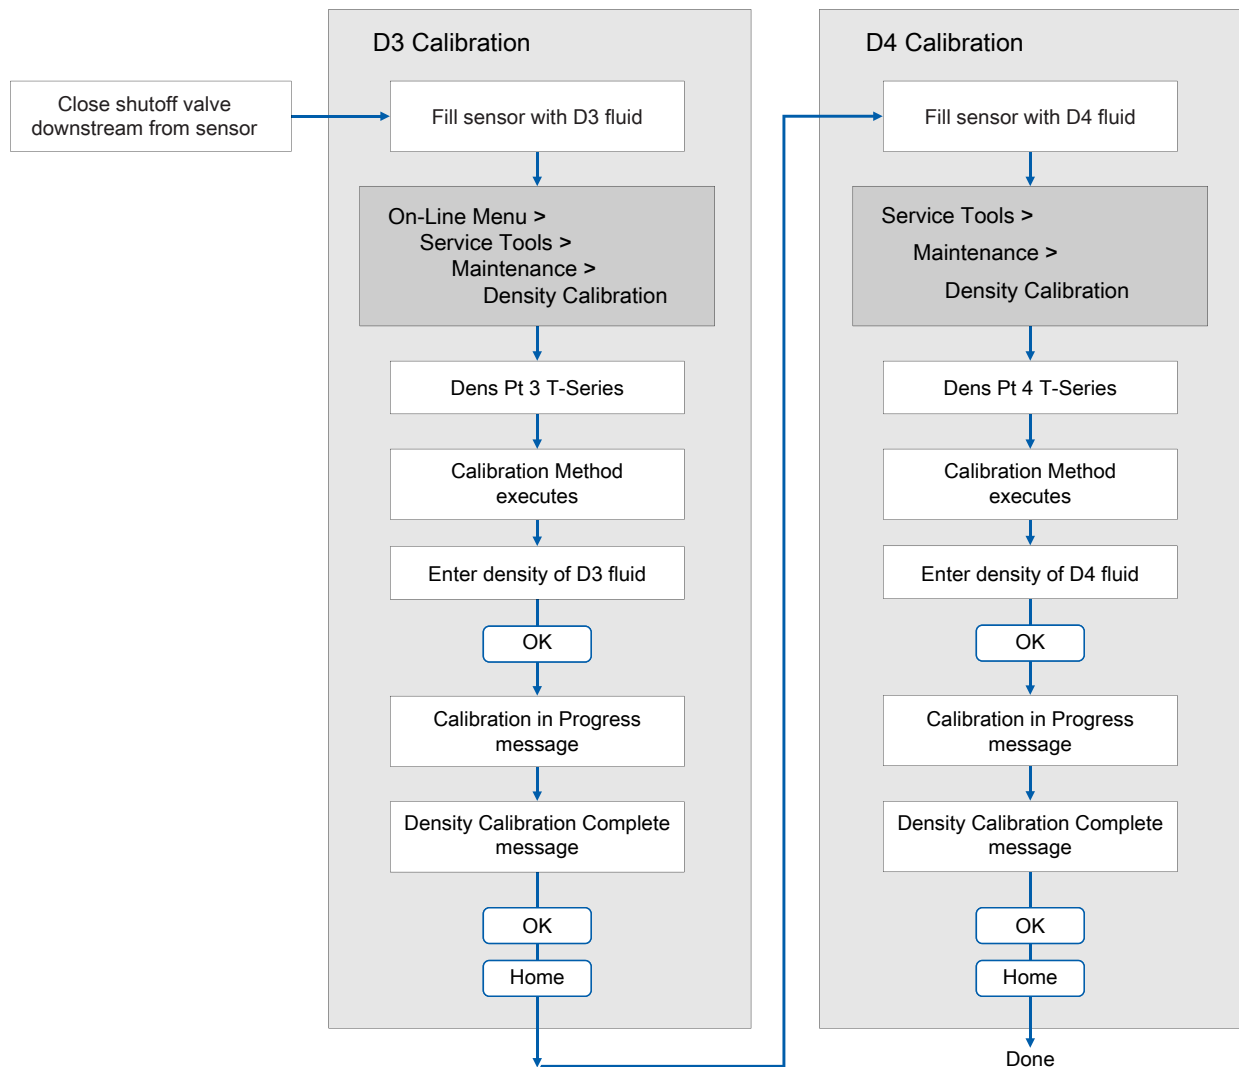 Close shutoff valve
downstream from sensor
D3 Calibration
Fill sensor with D3 fluid
On-Line Menu >
Service Tools >
Maintenance >
Density Calibration
Dens Pt 3 T-Series
Calibration Method
executes
Enter density of D3 fluid
OK
Calibration in Progress
message
Density Calibration Complete
message
OK
Home
D4 Calibration
Fill sensor with D4 fluid
Service Tools >
Maintenance >
Density Calibration
Dens Pt 4 T-Series
Calibration Method
executes
Enter density of D4 fluid
OK
Calibration in Progress
message
Density Calibration Complete
message
OK
Home
Done